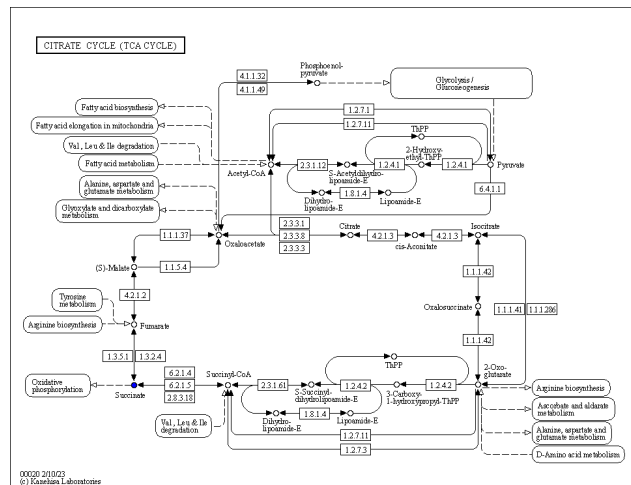 CITRATE CYCLE (TCA CYCLE)
Phosphoenol-
pyruvate
4.1.1.32
4.1.1.49
Glycolysis /
Gluconeogenesis
Fatty acid biosynthesis
Fatty acid elongation in mitochondria
Val, Leu & Ile degradation
Fatty acid metabolism
Alanine, aspartate and
glutamate metabolism
Glyoxylate and dicarboxylate
metabolism
1.2.7.1
1.2.7.11
ThPP
2-Hydroxy-
ethyl-ThPP
2.3.1.12
1.2.4.1
1.2.4.1
Acetyl-CoA
S-Acetyldihydro-
lipoamide-E
Pyruvate
1.8.1.4
Dihydro-
lipoamide-E
Lipoamide-E
6.4.1.1
1.1.1.37
Oxaloacetate
2.3.3.1
2.3.3.8
2.3.3.3
Citrate
4.2.1.3
cis-Aconitate
4.2.1.3
Isocitrate
(S)-Malate
1.1.5.4
1.1.1.42
4.2.1.2
Tyrosine
metabolism
Arginine biosynthesis
Fumarate
Oxalosuccinate
1.1.1.41
1.1.1.286
1.1.1.42
1.3.5.1
1.3.2.4
Oxidative
phosphorylation
Succinate
6.2.1.4
6.2.1.5
2.8.3.18
Succinyl-CoA
2.3.1.61
S-Succinyl-
dihydrolipoamide-E
1.2.4.2
ThPP
3-Carboxy-
1-hydroxypropyl-ThPP
1.2.4.2
2-Oxo-
glutarate
1.8.1.4
Dihydro-
lipoamide-E
Lipoamide-E
Val, Leu & Ile
degradation
1.2.7.11
1.2.7.3
Arginine biosynthesis
Ascorbate and aldarate
metabolism
Alanine, aspartate and
glutamate metabolism
D-Amino acid metabolism
00020 2/10/23
(c) Kanehisa Laboratories